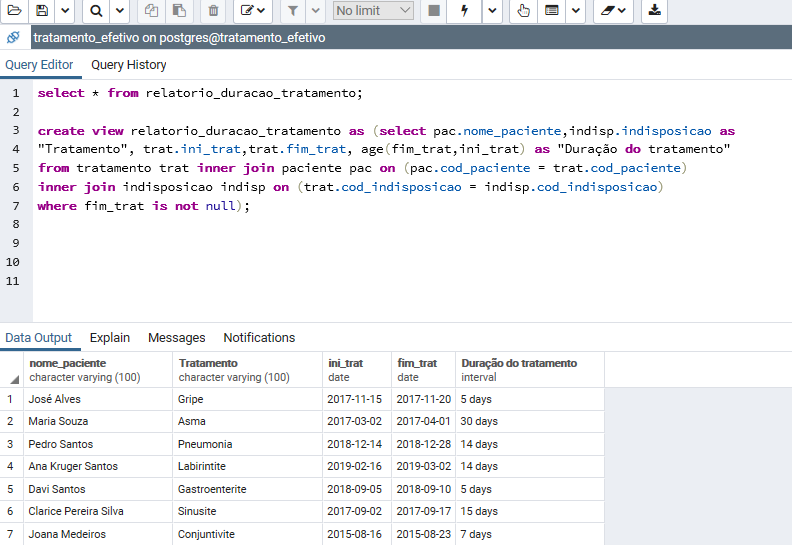 No limit
tratamento_efetivo on postgres@tratamento_efetivo
Query Editor Query History
1 select * from relatorio_duracao_tratamento;
2
3 create view relatorio_duracao_tratamento as (select pac.nome_paciente,indisp.indisposicao as
4 "Tratamento", trat.ini_trat,trat.fim_trat, age(fim_trat,ini_trat) as "Duração do tratamento"
5 from tratamento trat inner join paciente pac on (pac.cod_paciente = trat.cod_paciente)
6 inner join indisposicao indisp on (trat.cod_indisposicao = indisp.cod_indisposicao)
7 where fim_trat is not null);
8
9
10
11
Data Output Explain Messages Notifications
nome_paciente Tratamento ini_trat fim_trat Duração do tratamento
character varying (100) character varying (100) date date interval
1 José Alves Gripe 2017-11-15 2017-11-20 5 days
2 Maria Souza Asma 2017-03-02 2017-04-01 30 days
3 Pedro Santos Pneumonia 2018-12-14 2018-12-28 14 days
4 Ana Kruger Santos Labirintite 2019-02-16 2019-03-02 14 days
5 Davi Santos Gastroenterite 2018-09-05 2018-09-10 5 days
6 Clarice Pereira Silva Sinusite 2017-09-02 2017-09-17 15 days
7 Joana Medeiros Conjuntivite 2015-08-16 2015-08-23 7 days